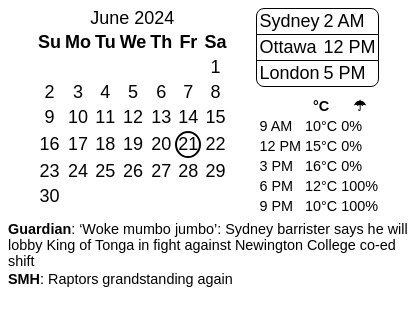 June 2024
Su Mo Tu We Th Fr Sa
1
2 3 4 5 6 7 8
9 10 11 12 13 14 15
16 17 18 19 20 21 22
23 24 25 26 27 28 29
30
Sydney 2 AM
Ottawa 12 PM
London 5 PM
°C ☂
9 AM 10°C 0%
12 PM 15°C 0%
3 PM 16°C 0%
6 PM 12°C 100%
9 PM 10°C 100%
Guardian: ‘Woke mumbo jumbo’: Sydney barrister says he will
lobby King of Tonga in fight against Newington College co-ed
shift
SMH: Raptors grandstanding again